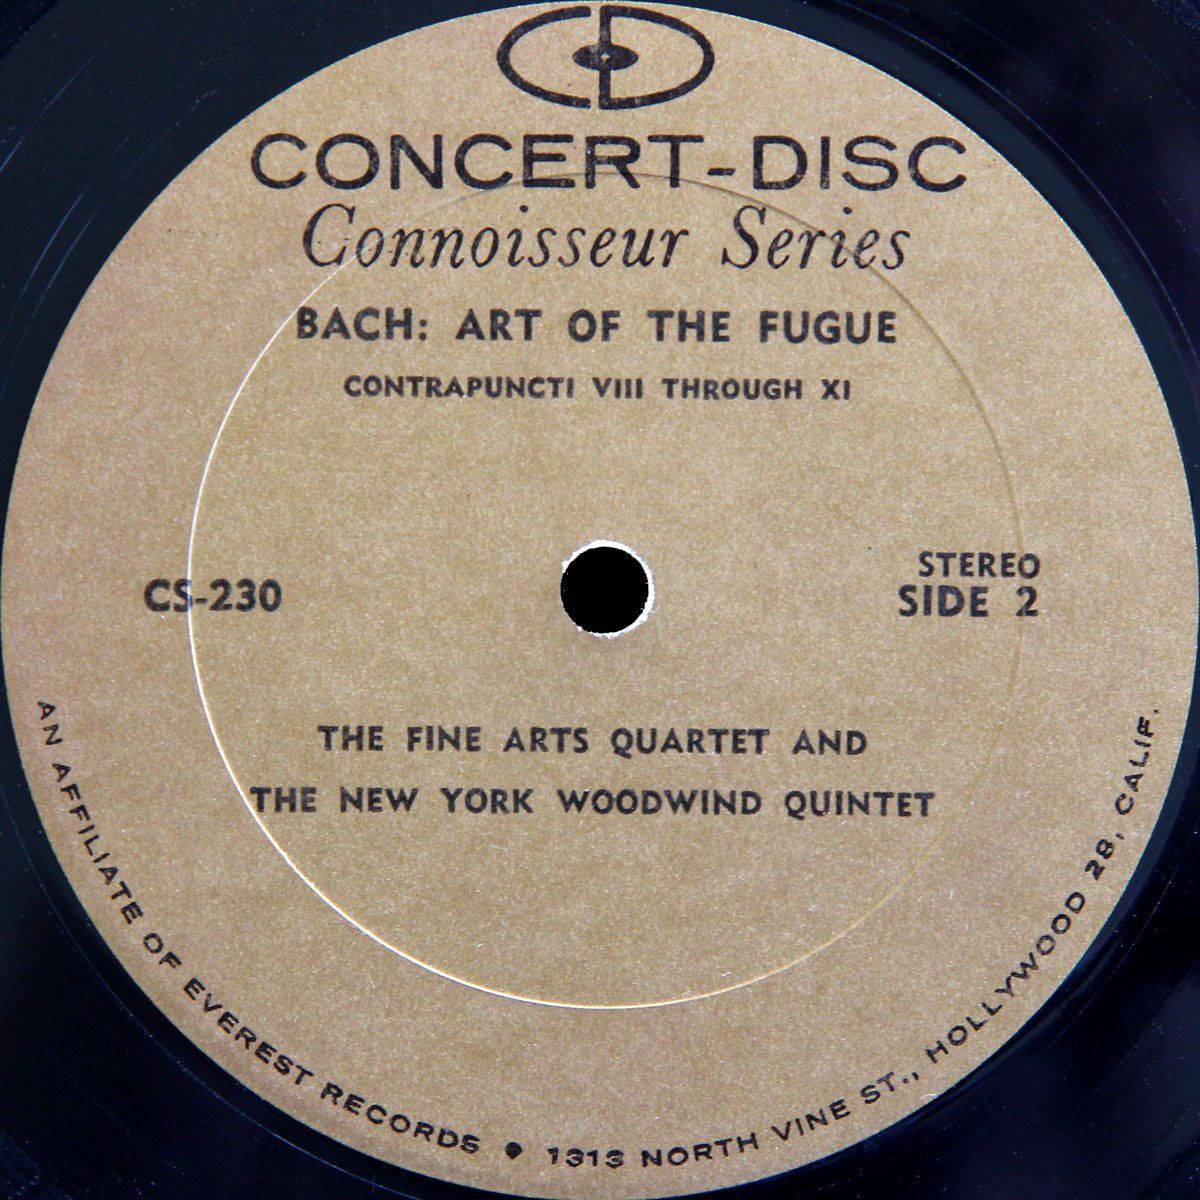 CD
CONCERT-DISC
Connoisseur Series
BACH: ART OF THE FUGUE
CONTRAPUNCTI VIII THROUGH XI
CS-230
STEREO
SIDE 2
THE FINE ARTS QUARTET AND
THE NEW YORK WOODWIND QUINTET
AN AFFILIATE OF EVEREST RECORDS • 1313 NORTH VINE ST., HOLLYWOOD 28, CALIF.